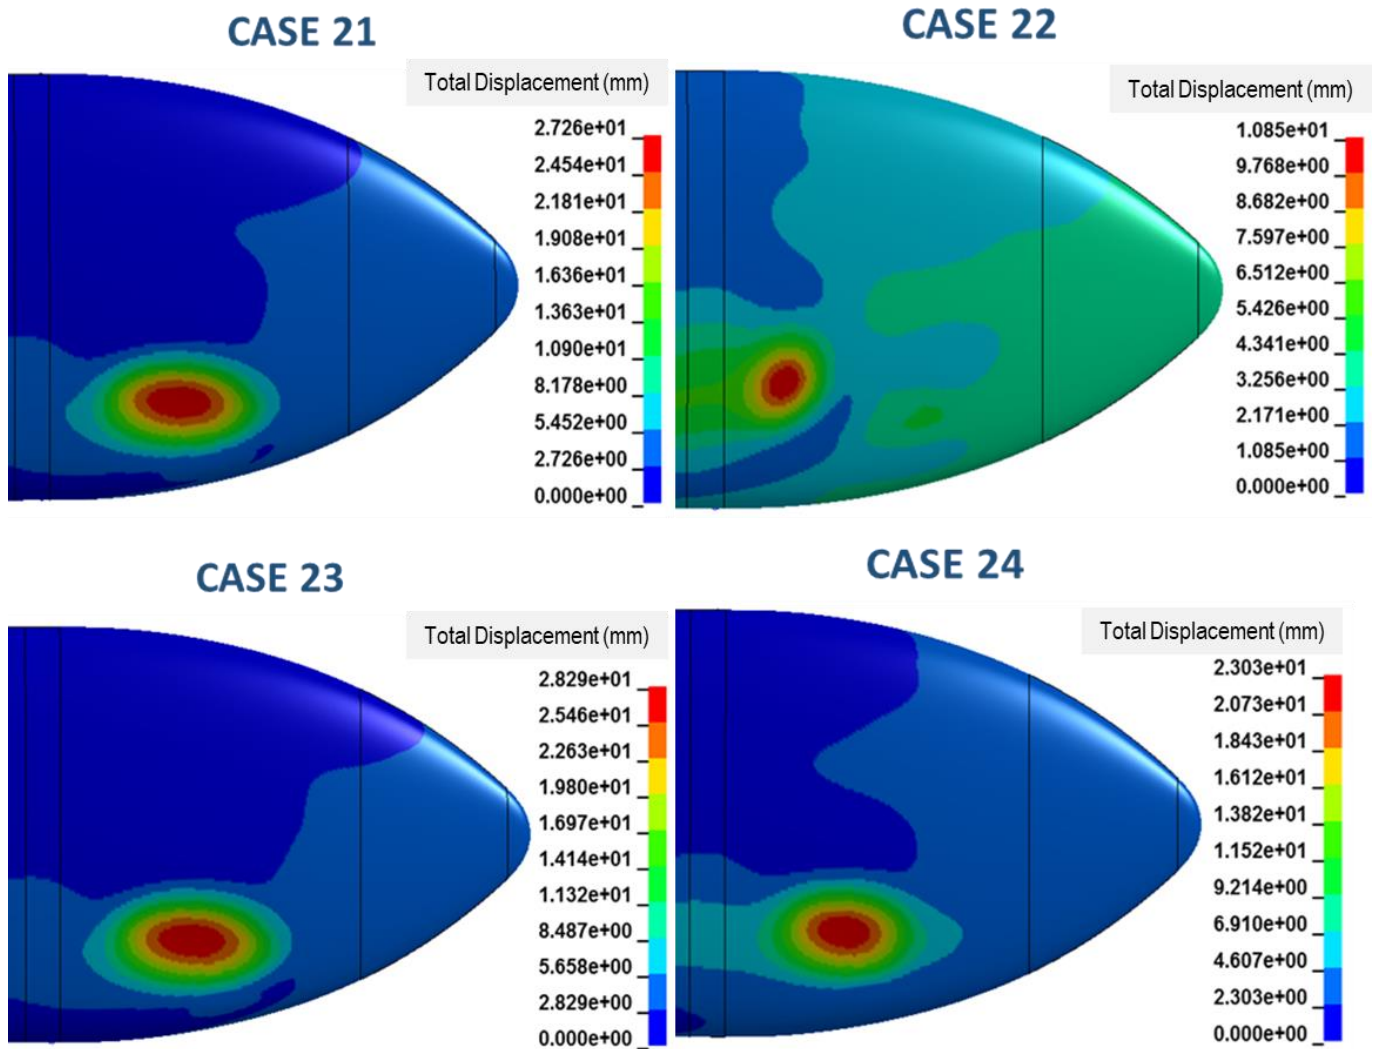 CASE 21
Total Displacement (mm)
2.726e+01
2.454e+01
2.181e+01
1.908e+01
1.636e+01
1.363e+01
1.090e+01
8.178e+00
5.452e+00
2.726e+00
0.000e+00
CASE 22
Total Displacement (mm)
1.085e+01
9.768e+00
8.682e+00
7.597e+00
6.512e+00
5.426e+00
4.341e+00
3.256e+00
2.171e+00
1.085e+00
0.000e+00
CASE 23
Total Displacement (mm)
2.829e+01
2.546e+01
2.263e+01
1.980e+01
1.697e+01
1.414e+01
1.132e+01
8.487e+00
5.658e+00
2.829e+00
0.000e+00
CASE 24
Total Displacement (mm)
2.303e+01
2.073e+01
1.843e+01
1.612e+01
1.382e+01
1.152e+01
9.214e+00
6.910e+00
4.607e+00
2.303e+00
0.000e+00